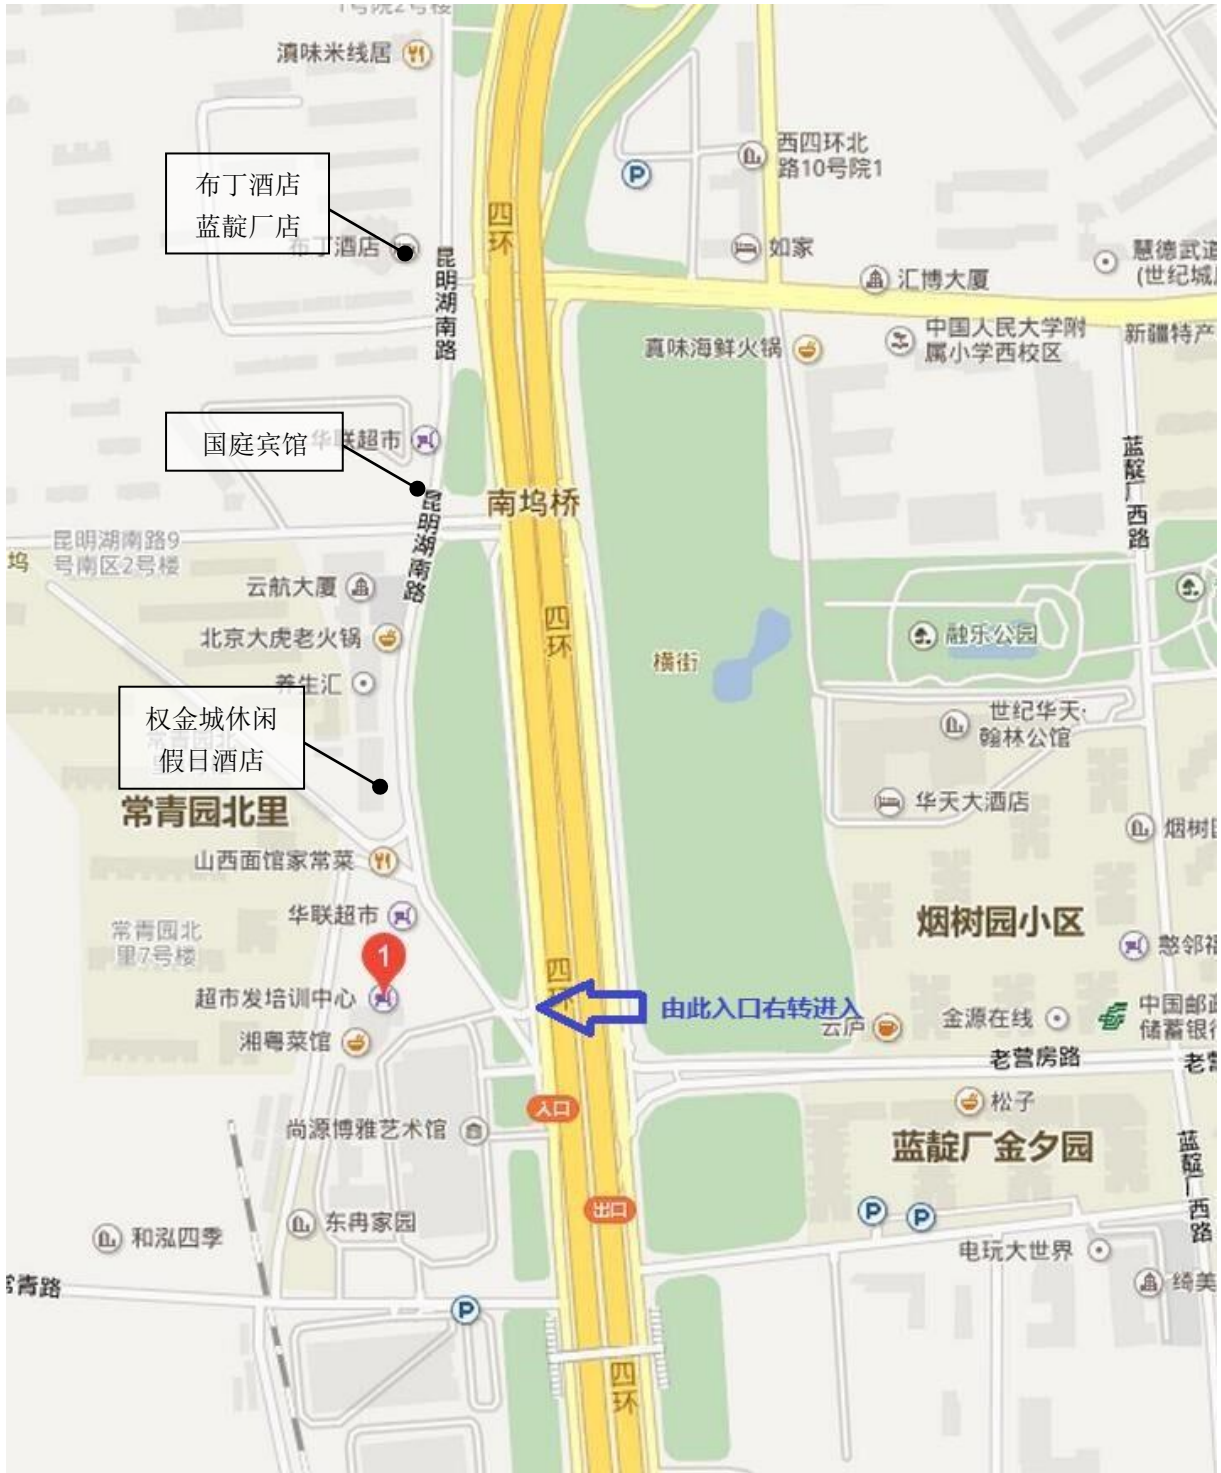 1号院2号楼
滇味米线居
西四环北
路10号院1
布丁酒店
蓝靛厂店
四环
布丁酒店
昆明湖南路
如家
慧德武道
(世纪城
汇博大厦
中国人民大学附
属小学西校区
新疆特产
真味海鲜火锅
国庭宾馆
华联超市
蓝靛厂西路
南坞桥
昆明湖南路
昆明湖南路9
号南区2号楼
坞
云航大厦
四环
北京大虎老火锅
融乐公园
横街
养生汇
权金城休闲
假日酒店
世纪华天·
翰林公馆
华天大酒店
常青园北里
烟树
山西面馆家常菜
华联超市
烟树园小区
常青园北
里7号楼
憨邻福
1
四环
超市发培训中心
由此入口右转进入
云庐
金源在线
中国邮政
储蓄银行
湘粤菜馆
老营房路
老营
入口
松子
尚源博雅艺术馆
蓝靛厂金夕园
蓝靛厂西路
出口
P
P
东冉家园
和泓四季
电玩大世界
常青路
绮美
P
四环
P